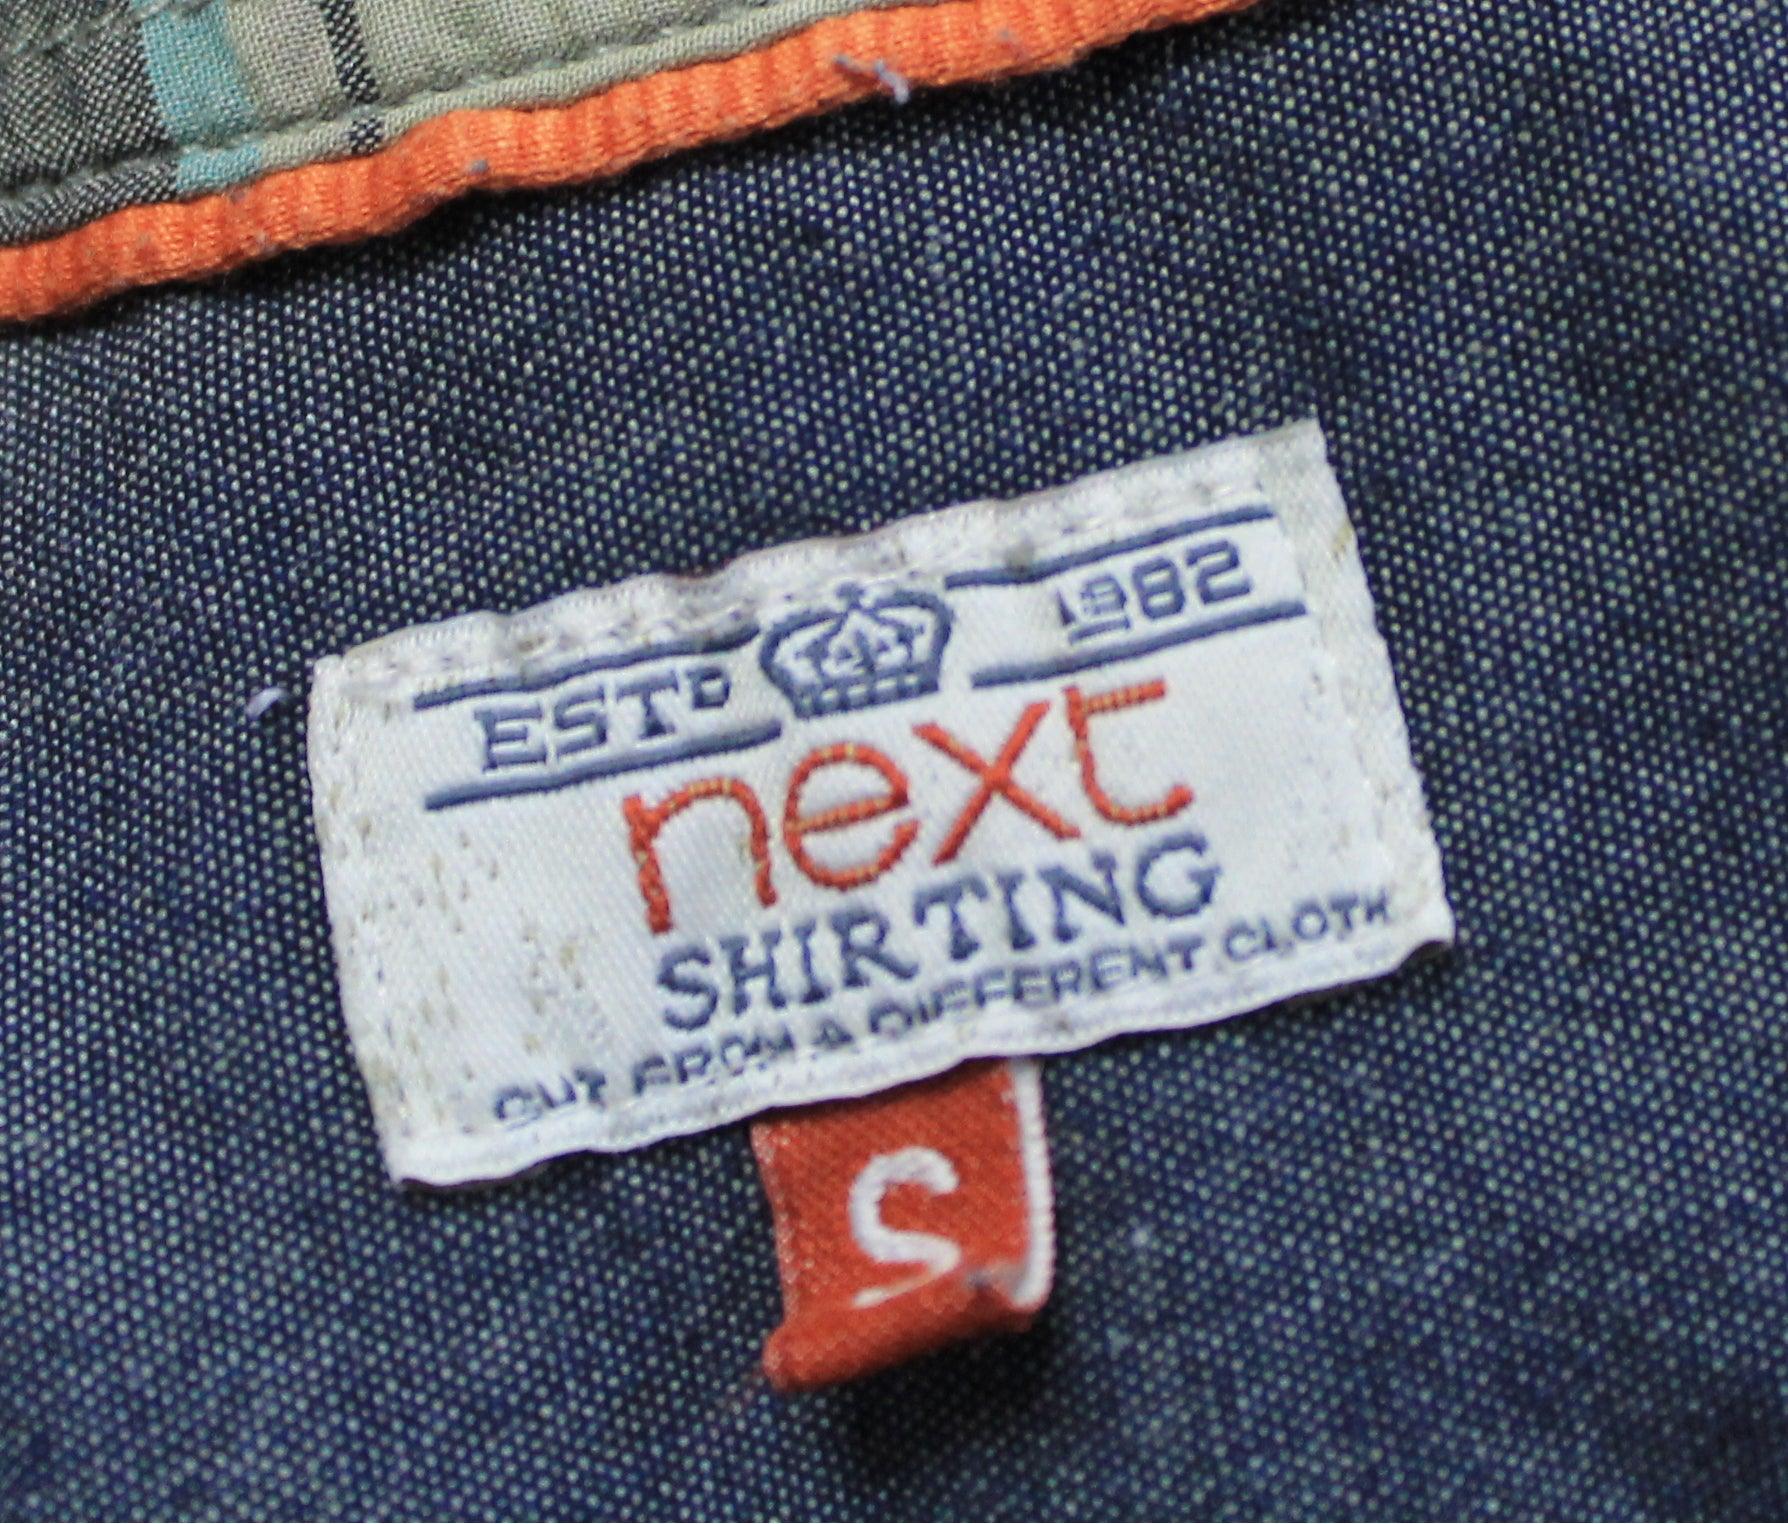 ESTD 1982
next
SHIRTING
CUT FROM A DIFFERENT CLOTH
S